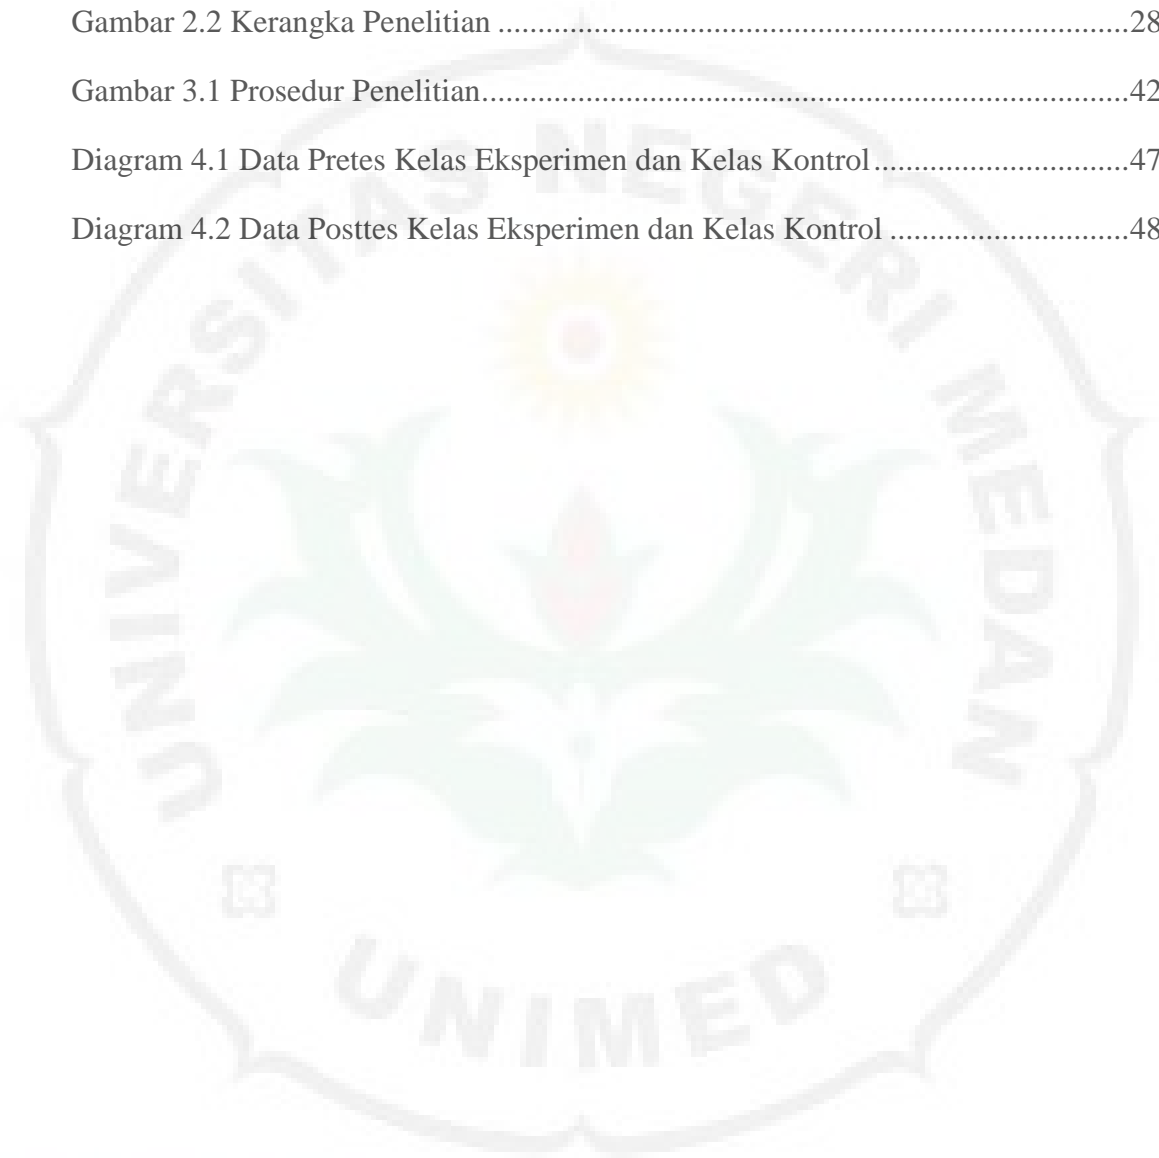 Gambar 2.2 Kerangka Penelitian ................................................................................28
Gambar 3.1 Prosedur Penelitian..................................................................................42
Diagram 4.1 Data Pretes Kelas Eksperimen dan Kelas Kontrol................................47
Diagram 4.2 Data Posttes Kelas Eksperimen dan Kelas Kontrol ..............................48
UNIVERSITAS NEGERI MEDAN
UNIMED